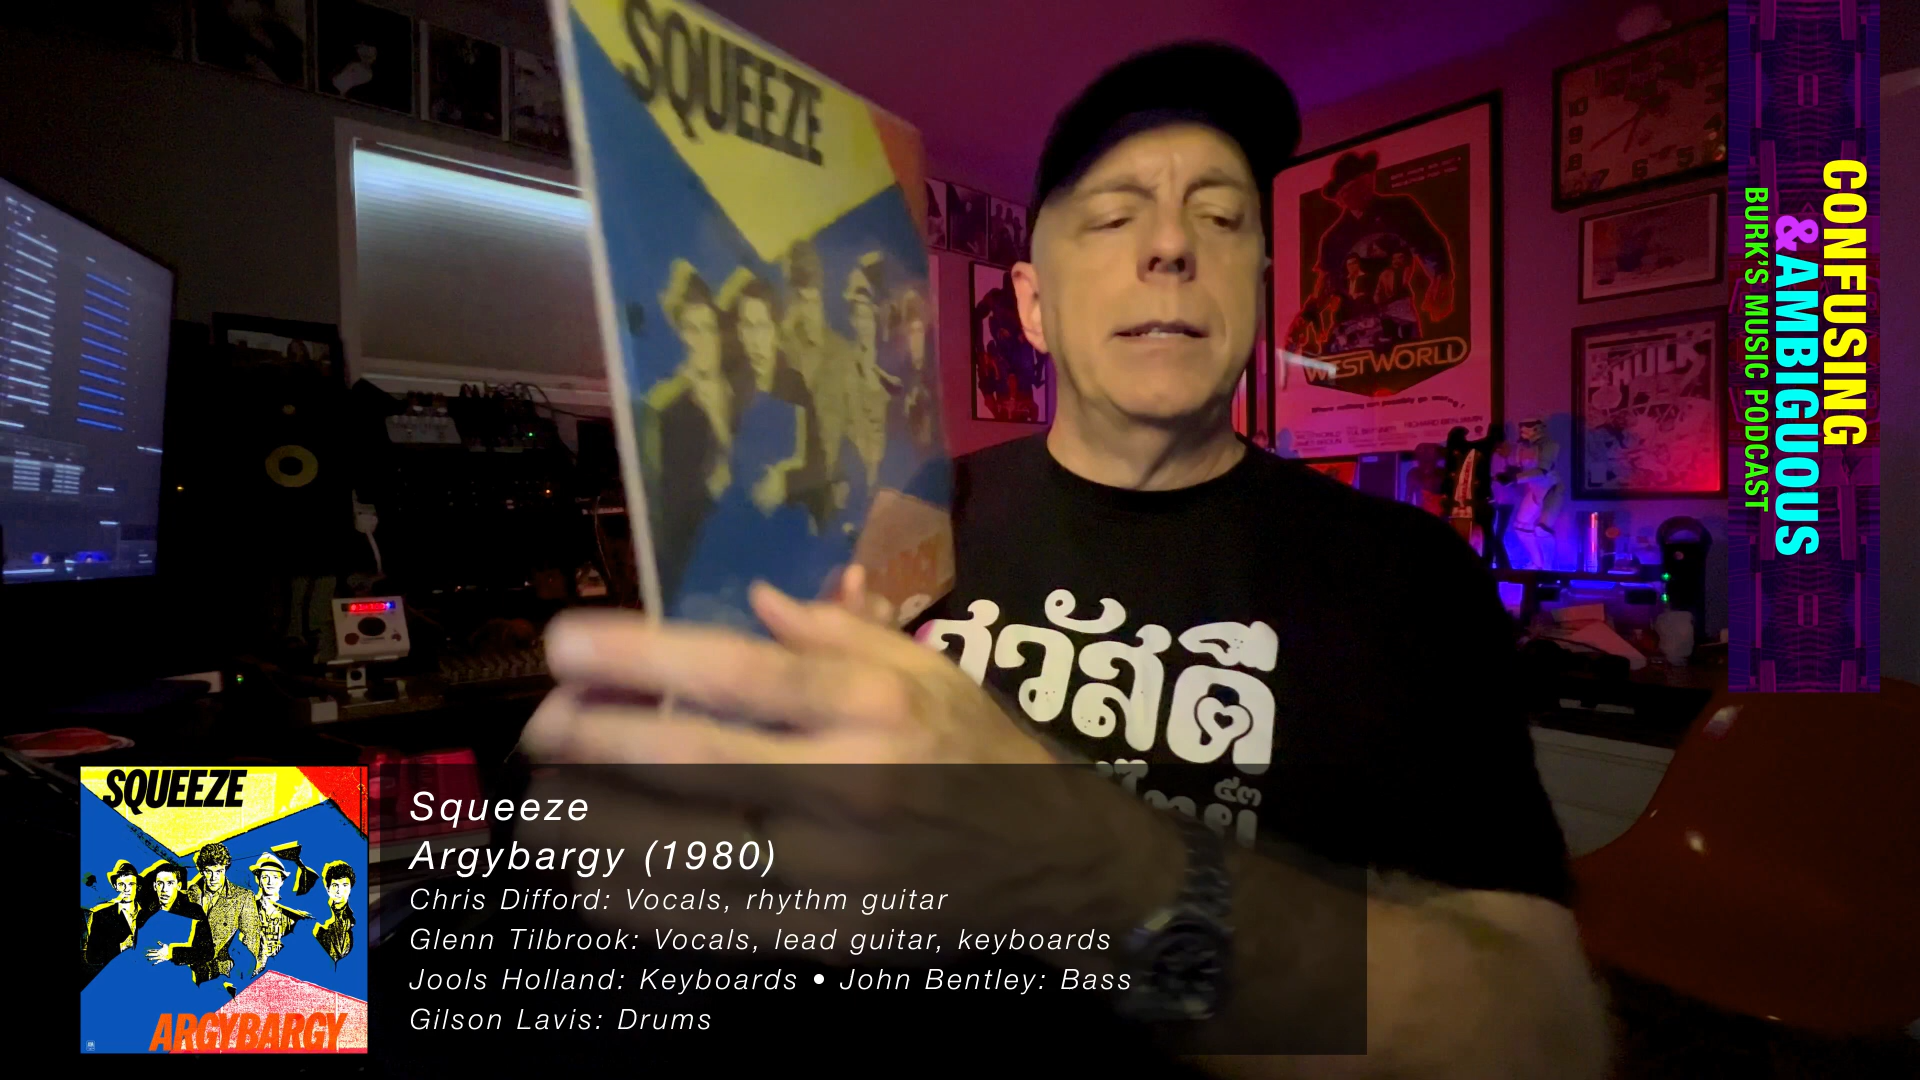 SQUEEZE
WESTWORLD
HULK
สวัสดี
CONFUSING
&AMBIGUOUS
BURK'S MUSIC PODCAST
SQUEEZE
ARGYBARGY
Squeeze
Argybargy (1980)
Chris Difford: Vocals, rhythm guitar
Glenn Tilbrook: Vocals, lead guitar, keyboards
Jools Holland: Keyboards • John Bentley: Bass
Gilson Lavis: Drums